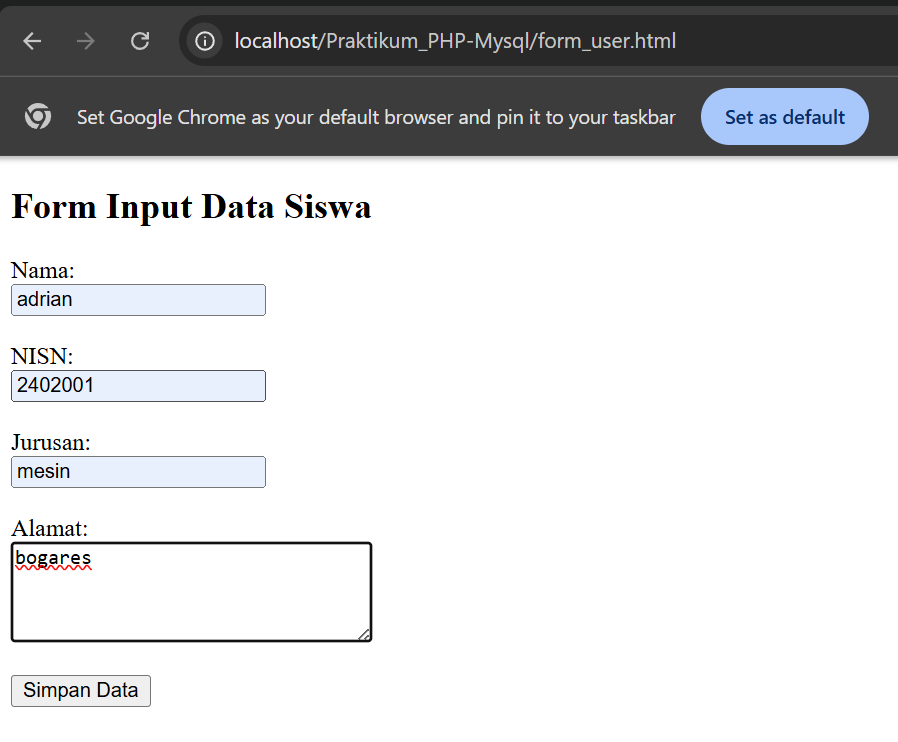 localhost/Praktikum_PHP-Mysql/form_user.html
Set Google Chrome as your default browser and pin it to your taskbar Set as default
Form Input Data Siswa
Nama:
adrian
NISN:
2402001
Jurusan:
mesin
Alamat:
bogares
Simpan Data